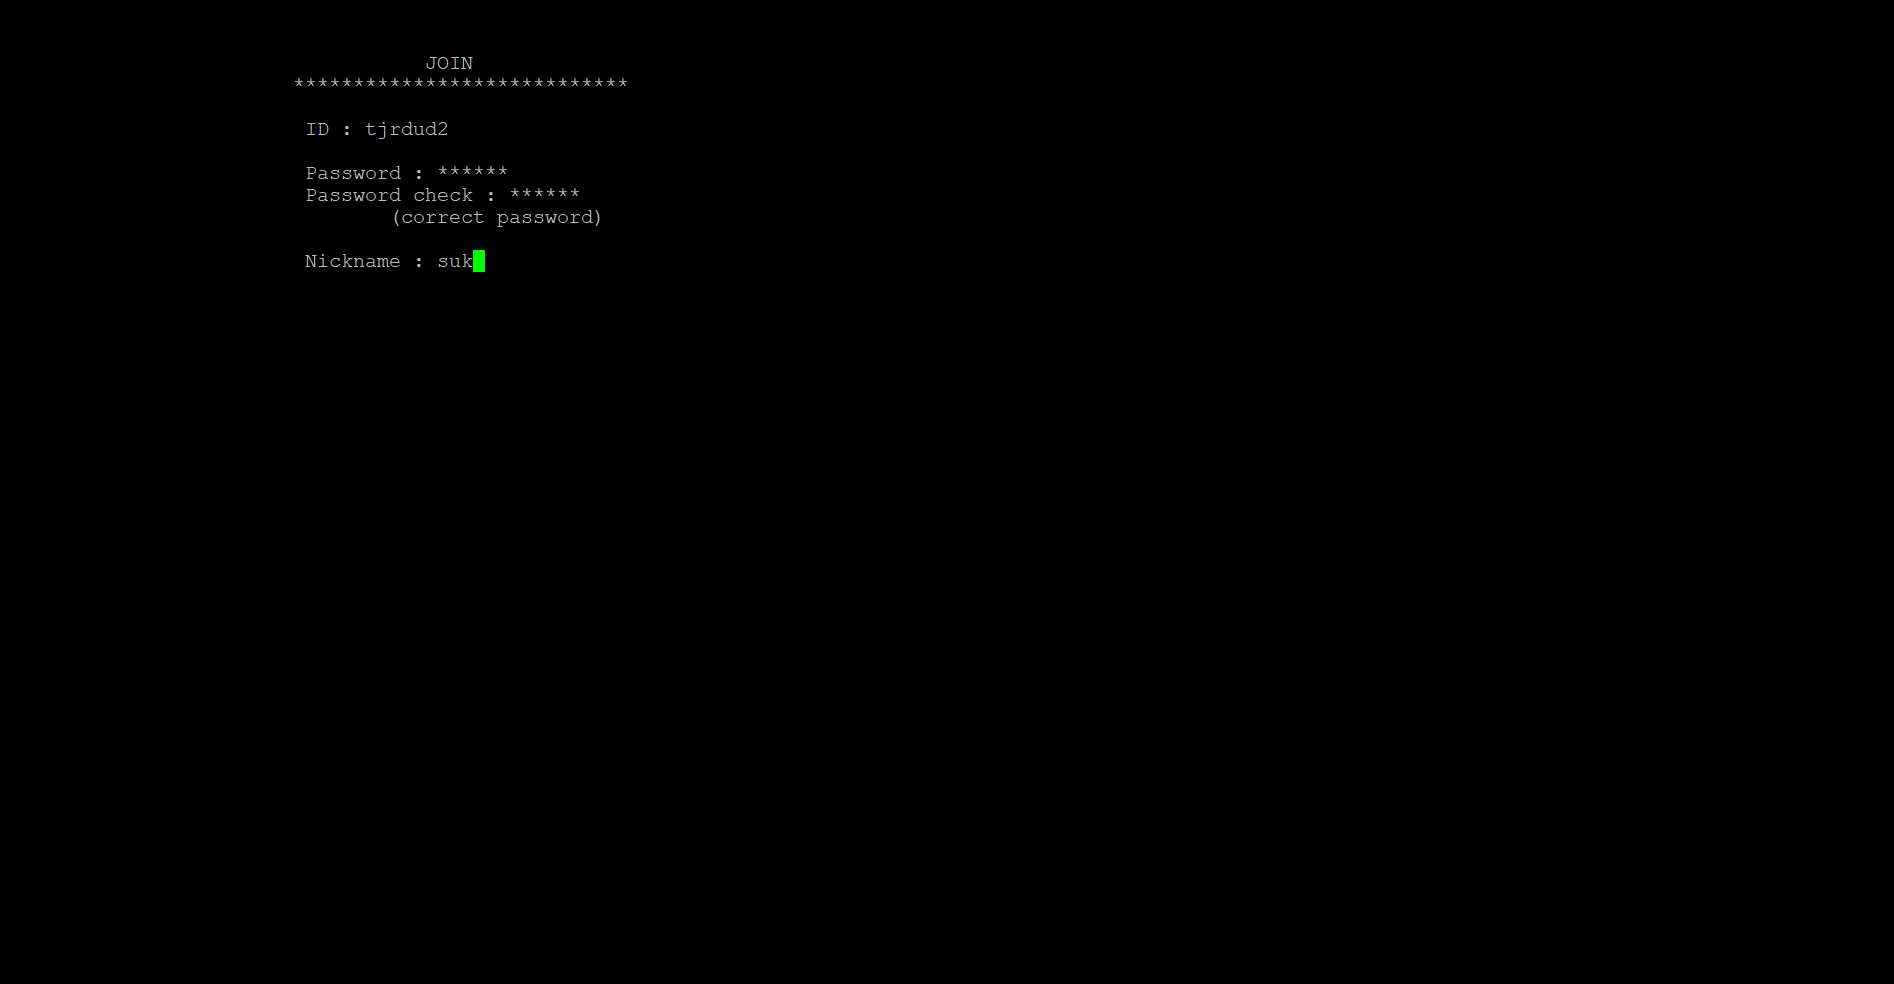 JOIN
****************************
ID : tjrdud2
Password : ******
Password check : ******
(correct password)
Nickname : suk